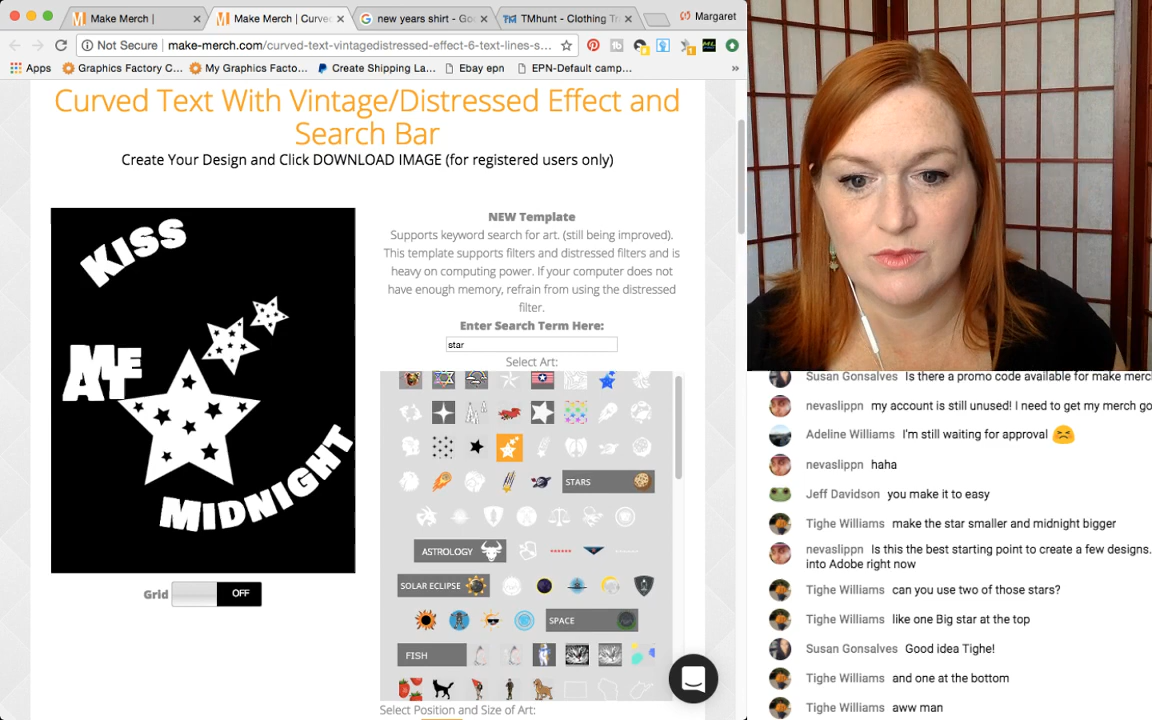 Make Merch |
Make Merch | Curve
new years shirt - Go
TMhunt - Clothing Tr
Margaret
Not Secure
make-merch.com/curved-text-vintagedistressed-effect-6-text-lines-s...
Apps
Graphics Factory C...
My Graphics Facto...
Create Shipping La...
Ebay epn
EPN-Default camp...
»
Curved Text With Vintage/Distressed Effect and
Search Bar
Create Your Design and Click DOWNLOAD IMAGE (for registered users only)
KISS
ME
AT
MIDNIGHT
Grid
OFF
NEW Template
Supports keyword search for art. (still being improved).
This template supports filters and distressed filters and is
heavy on computing power. If your computer does not
have enough memory, refrain from using the distressed
filter.
Enter Search Term Here:
star
Select Art:
STARS
ASTROLOGY
SOLAR ECLIPSE
SPACE
FISH
Select Position and Size of Art:
Susan Gonsalves Is there a promo code available for make merc
nevaslippn my account is still unused! I need to get my merch go
Adeline Williams I'm still waiting for approval
nevaslippn haha
Jeff Davidson you make it to easy
Tighe Williams make the star smaller and midnight bigger
nevaslippn Is this the best starting point to create a few designs.
into Adobe right now
Tighe Williams can you use two of those stars?
Tighe Williams like one Big star at the top
Susan Gonsalves Good idea Tighe!
Tighe Williams and one at the bottom
Tighe Williams aww man